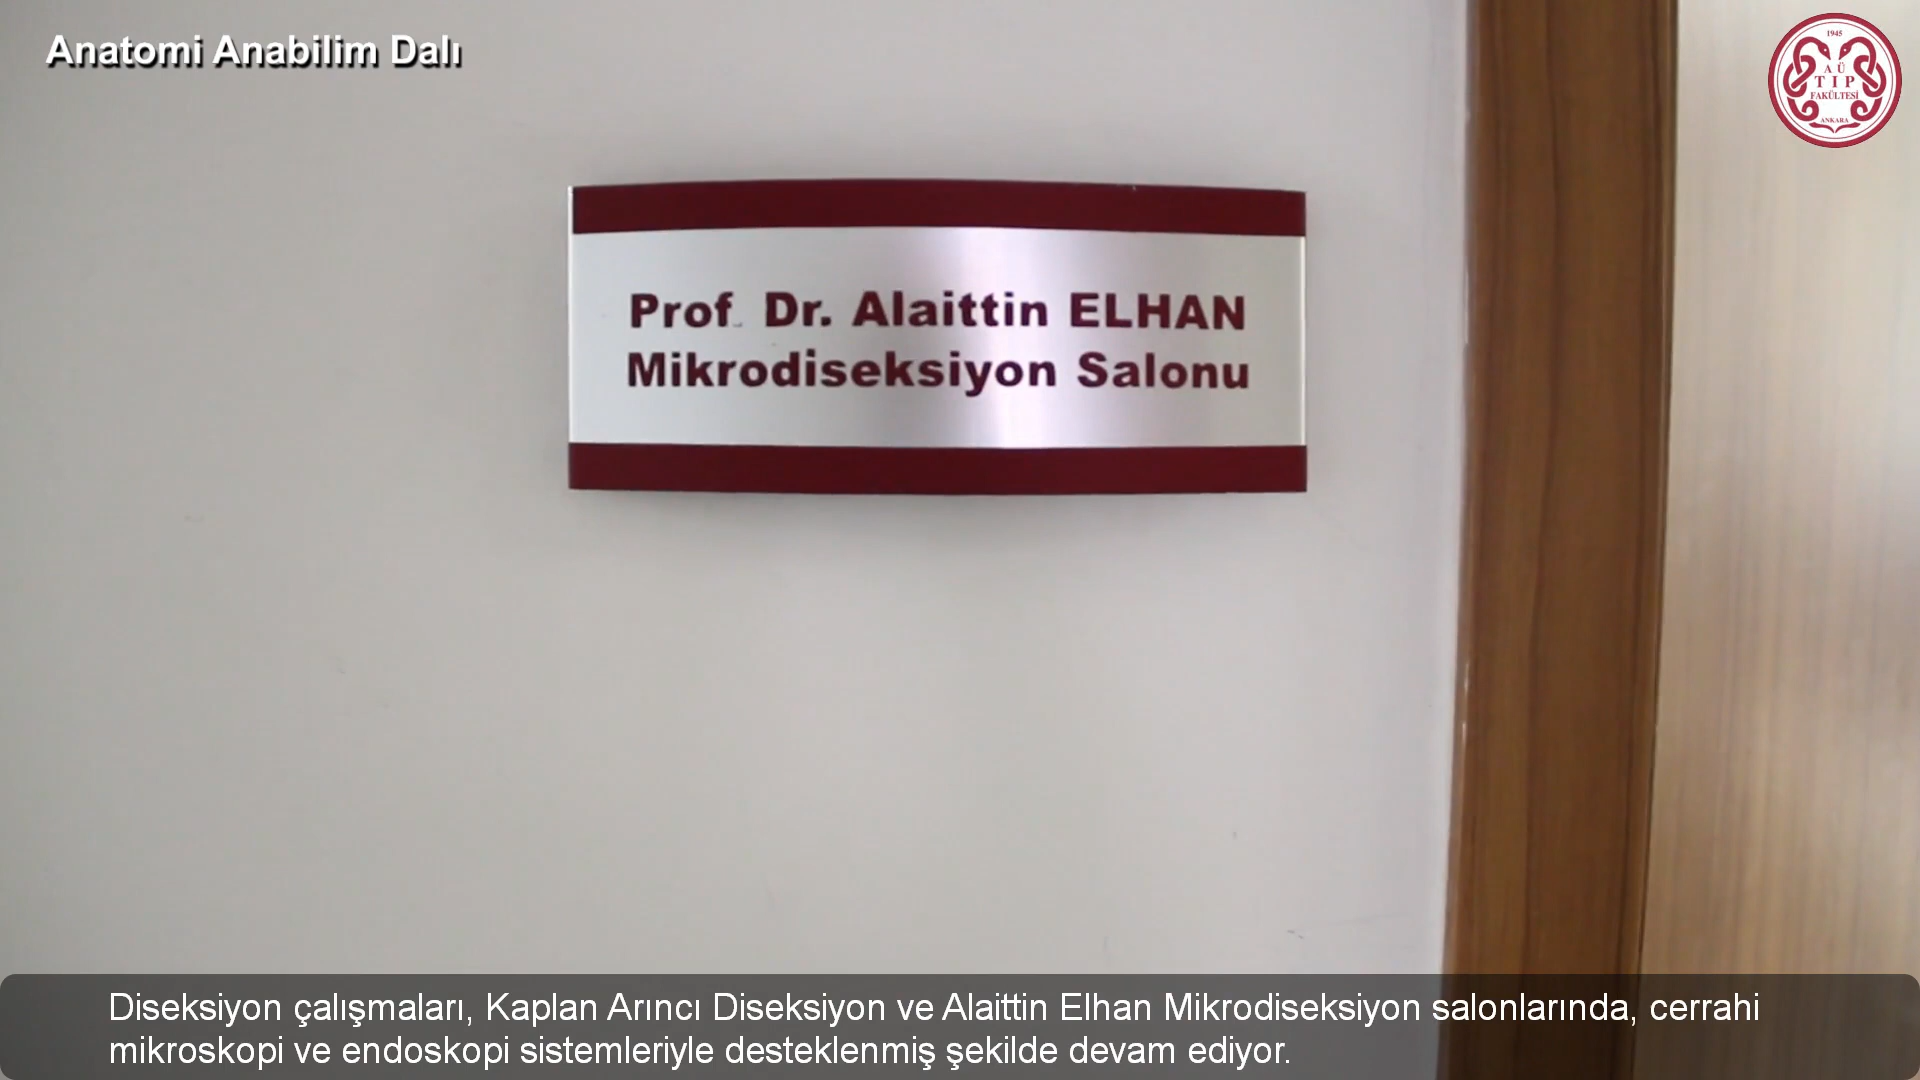 Anatomi Anabilim Dalı
1945
A Ü
TIP
FAKÜLTESİ
ANKARA
Prof. Dr. Alaittin ELHAN
Mikrodiseksiyon Salonu
Diseksiyon çalışmaları, Kaplan Arıncı Diseksiyon ve Alaittin Elhan Mikrodiseksiyon salonlarında, cerrahi
mikroskopi ve endoskopi sistemleriyle desteklenmiş şekilde devam ediyor.